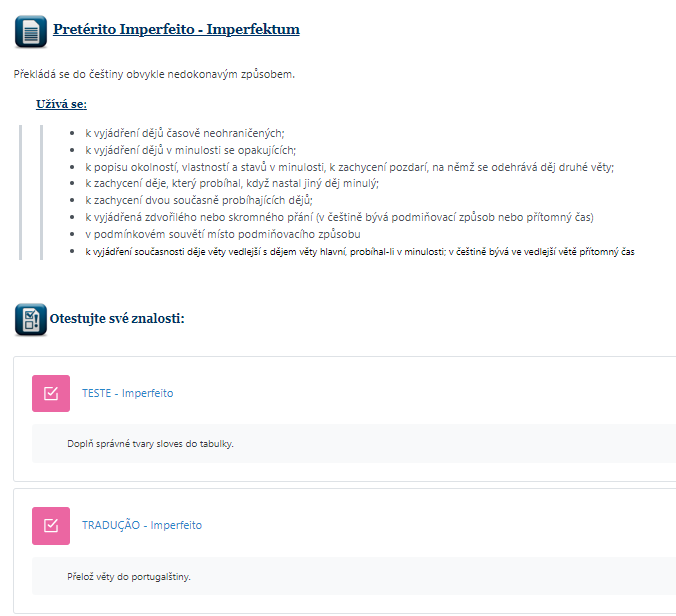 Pretérito Imperfeito - Imperfektum
Překládá se do češtiny obvykle nedokonavým způsobem.
Užívá se:
k vyjádření dějů časově neohraničených;
k vyjádření dějů v minulosti se opakujících;
k popisu okolností, vlastností a stavů v minulosti, k zachycení pozdarí, na němž se odehrává děj druhé věty;
k zachycení děje, který probíhal, když nastal jiný děj minulý;
k zachycení dvou současně probíhajících dějů;
k vyjádřená zdvořilého nebo skromného přání (v češtině bývá podmiňovací způsob nebo přítomný čas)
v podmínkovém souvětí místo podmiňovacího způsobu
k vyjádření současnosti děje věty vedlejší s dějem věty hlavní, probíhal-li v minulosti; v češtině bývá ve vedlejší větě přítomný čas
Otestujte své znalosti:
TESTE - Imperfeito
Doplň správné tvary sloves do tabulky.
TRADUÇÃO - Imperfeito
Přelož věty do portugalštiny.